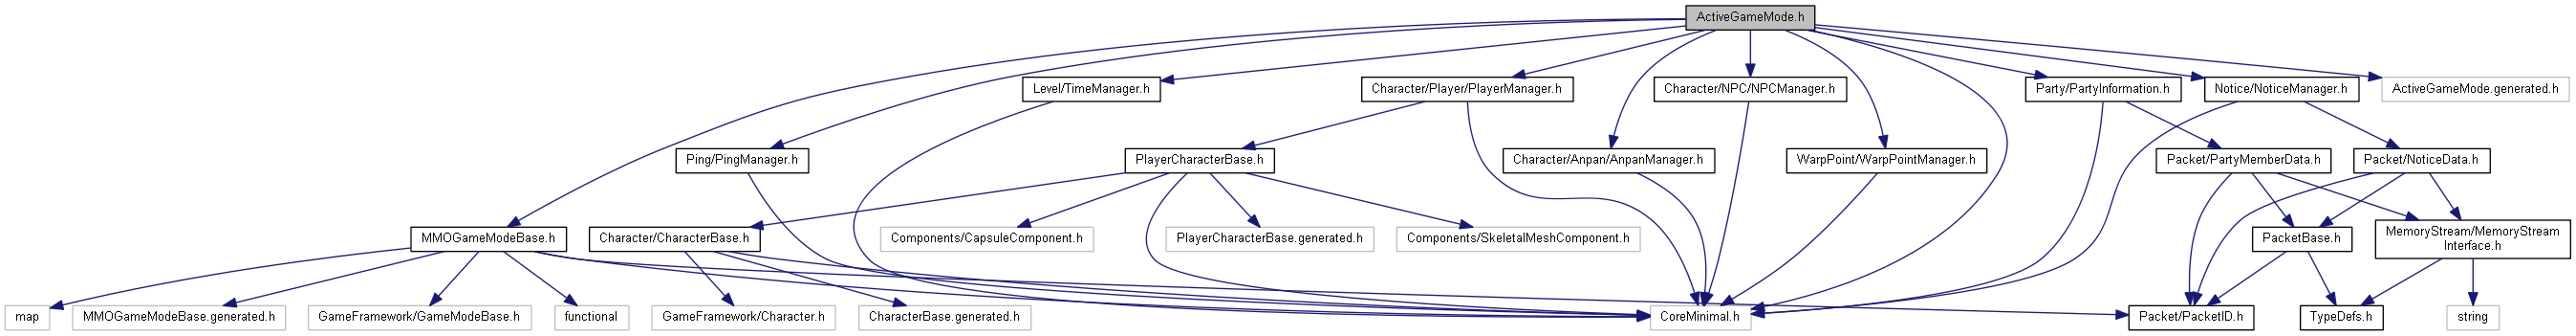 ActiveGameMode.h
Level/TimeManager.h
Character/Player/PlayerManager.h
Character/NPC/NPCManager.h
Party/PartyInformation.h
Notice/NoticeManager.h
ActiveGameMode.generated.h
Ping/PingManager.h
PlayerCharacterBase.h
Character/Anpan/AnpanManager.h
WarpPoint/WarpPointManager.h
Packet/PartyMemberData.h
Packet/NoticeData.h
MMOGameModeBase.h
Character/CharacterBase.h
Components/CapsuleComponent.h
PlayerCharacterBase.generated.h
Components/SkeletalMeshComponent.h
PacketBase.h
MemoryStream/MemoryStream
Interface.h
map
MMOGameModeBase.generated.h
GameFramework/GameModeBase.h
functional
GameFramework/Character.h
CharacterBase.generated.h
CoreMinimal.h
Packet/PacketID.h
TypeDefs.h
string